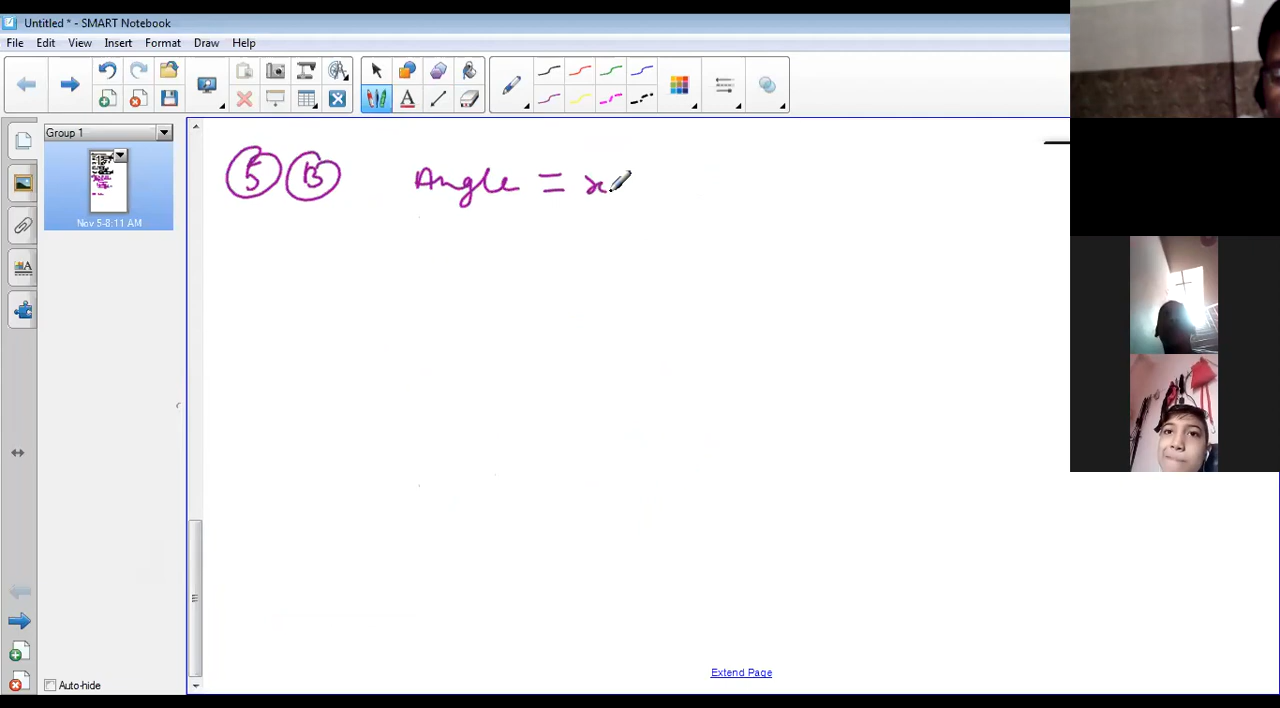 Untitled * - SMART Notebook
File Edit View Insert Format Draw Help
Group 1
Nov 5-8:11 AM
5 B Angle = x
Extend Page
Auto-hide